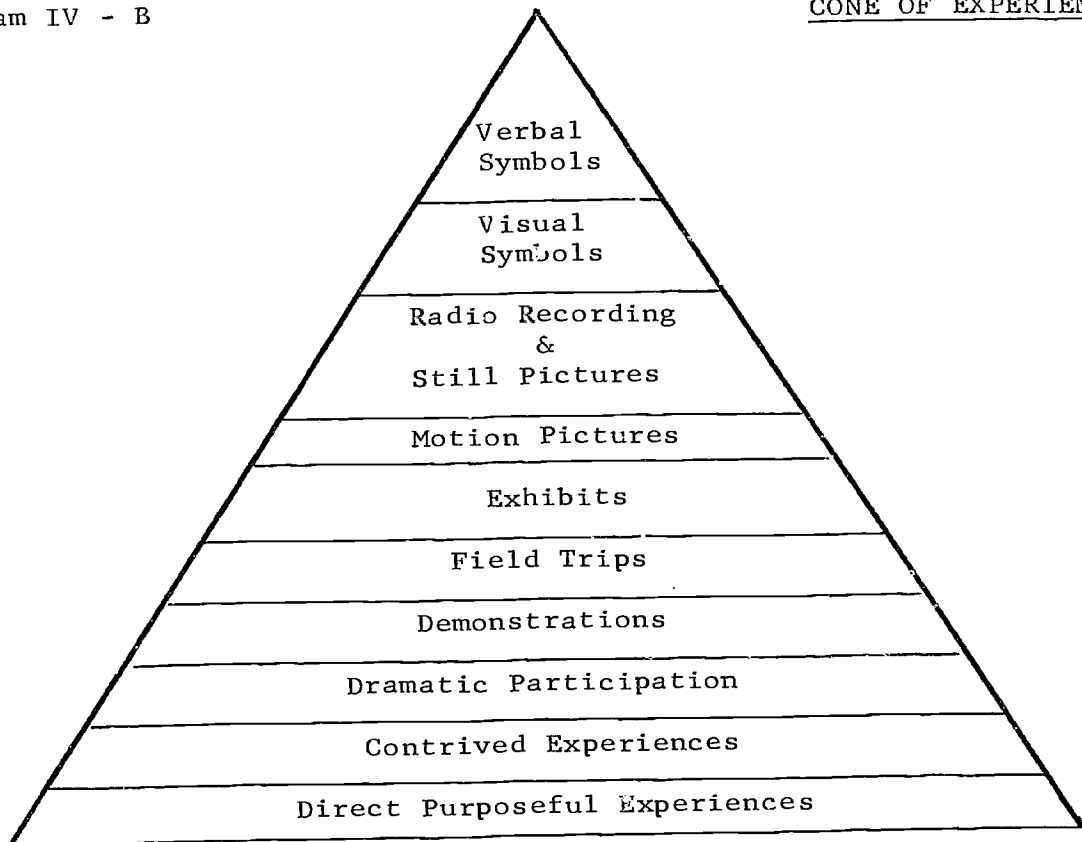 am IV - B
CONE OF EXPERIEN
Verbal
Symbols
Visual
Symbols
Radio Recording
&
Still Pictures
Motion Pictures
Exhibits
Field Trips
Demonstrations
Dramatic Participation
Contrived Experiences
Direct Purposeful Experiences